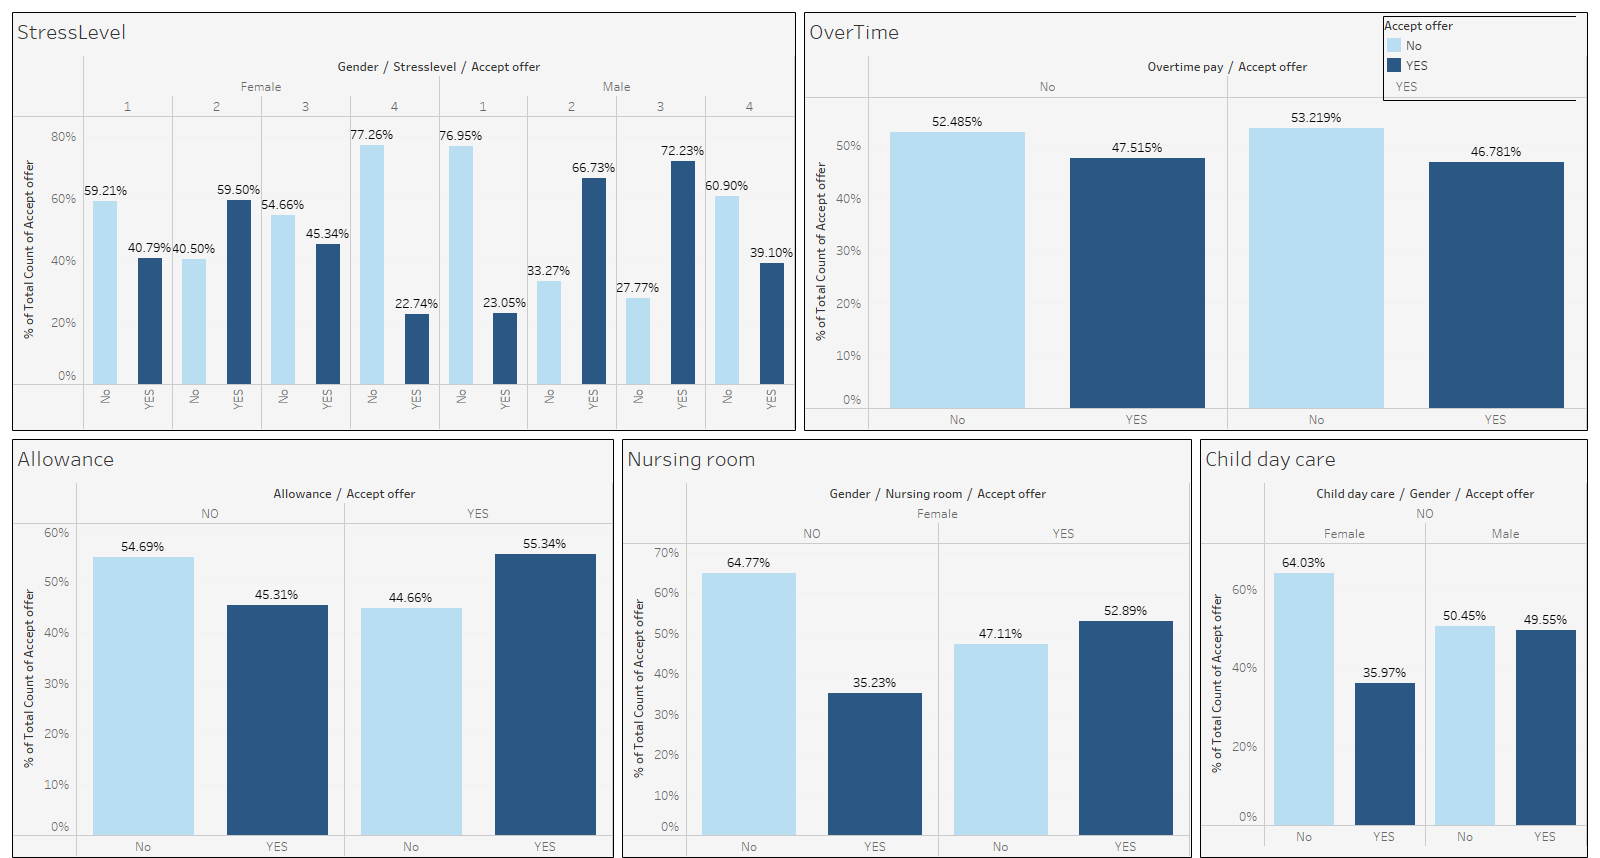 StressLevel
Gender / Stresslevel / Accept offer
Female
Male
1 2 3 4 1 2 3 4
% of Total Count of Accept offer
80%
60%
40%
20%
0%
59.21%
40.79%
40.50%
59.50%
54.66%
45.34%
77.26%
22.74%
76.95%
23.05%
33.27%
66.73%
27.77%
72.23%
60.90%
39.10%
No YES No YES No YES No YES No YES No YES No YES No YES
OverTime
Accept offer
No
YES
Overtime pay / Accept offer
No
YES
% of Total Count of Accept offer
50%
40%
30%
20%
10%
0%
52.485%
47.515%
53.219%
46.781%
No YES No YES
Allowance
Allowance / Accept offer
NO YES
% of Total Count of Accept offer
60%
50%
40%
30%
20%
10%
0%
54.69%
45.31%
44.66%
55.34%
No YES No YES
Nursing room
Gender / Nursing room / Accept offer
Female
NO YES
% of Total Count of Accept offer
70%
60%
50%
40%
30%
20%
10%
0%
64.77%
35.23%
47.11%
52.89%
No YES No YES
Child day care
Child day care / Gender / Accept offer
NO
Female Male
% of Total Count of Accept offer
60%
40%
20%
0%
64.03%
35.97%
50.45%
49.55%
No YES No YES